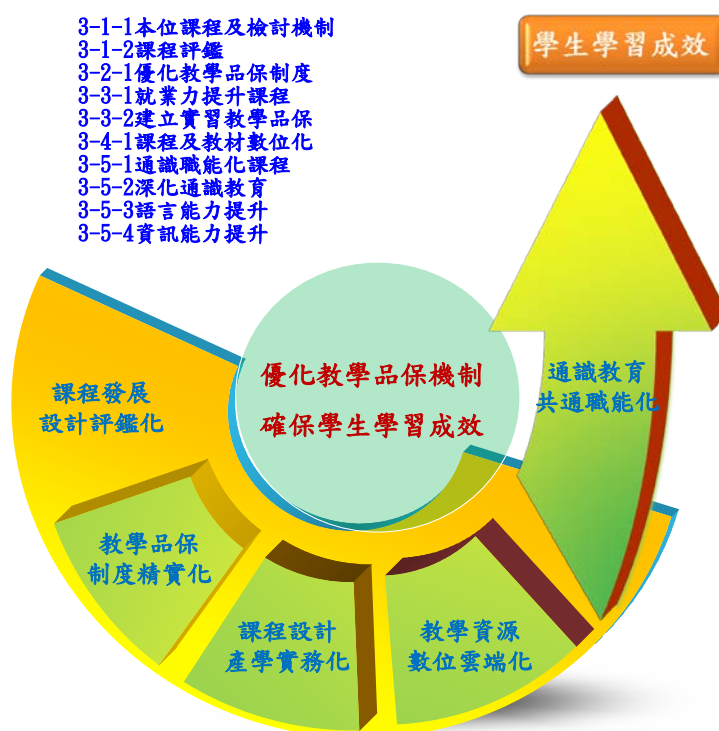 3-1-1本位課程及檢討機制
3-1-2課程評鑑
3-2-1優化教學品保制度
3-3-1就業力提升課程
3-3-2建立實習教學品保
3-4-1課程及教材數位化
3-5-1通識職能化課程
3-5-2深化通識教育
3-5-3語言能力提升
3-5-4資訊能力提升
學生學習成效
優化教學品保機制
確保學生學習成效
課程發展
設計評鑑化
教學品保
制度精實化
課程設計
產學實務化
教學資源
數位雲端化
通識教育
共通職能化